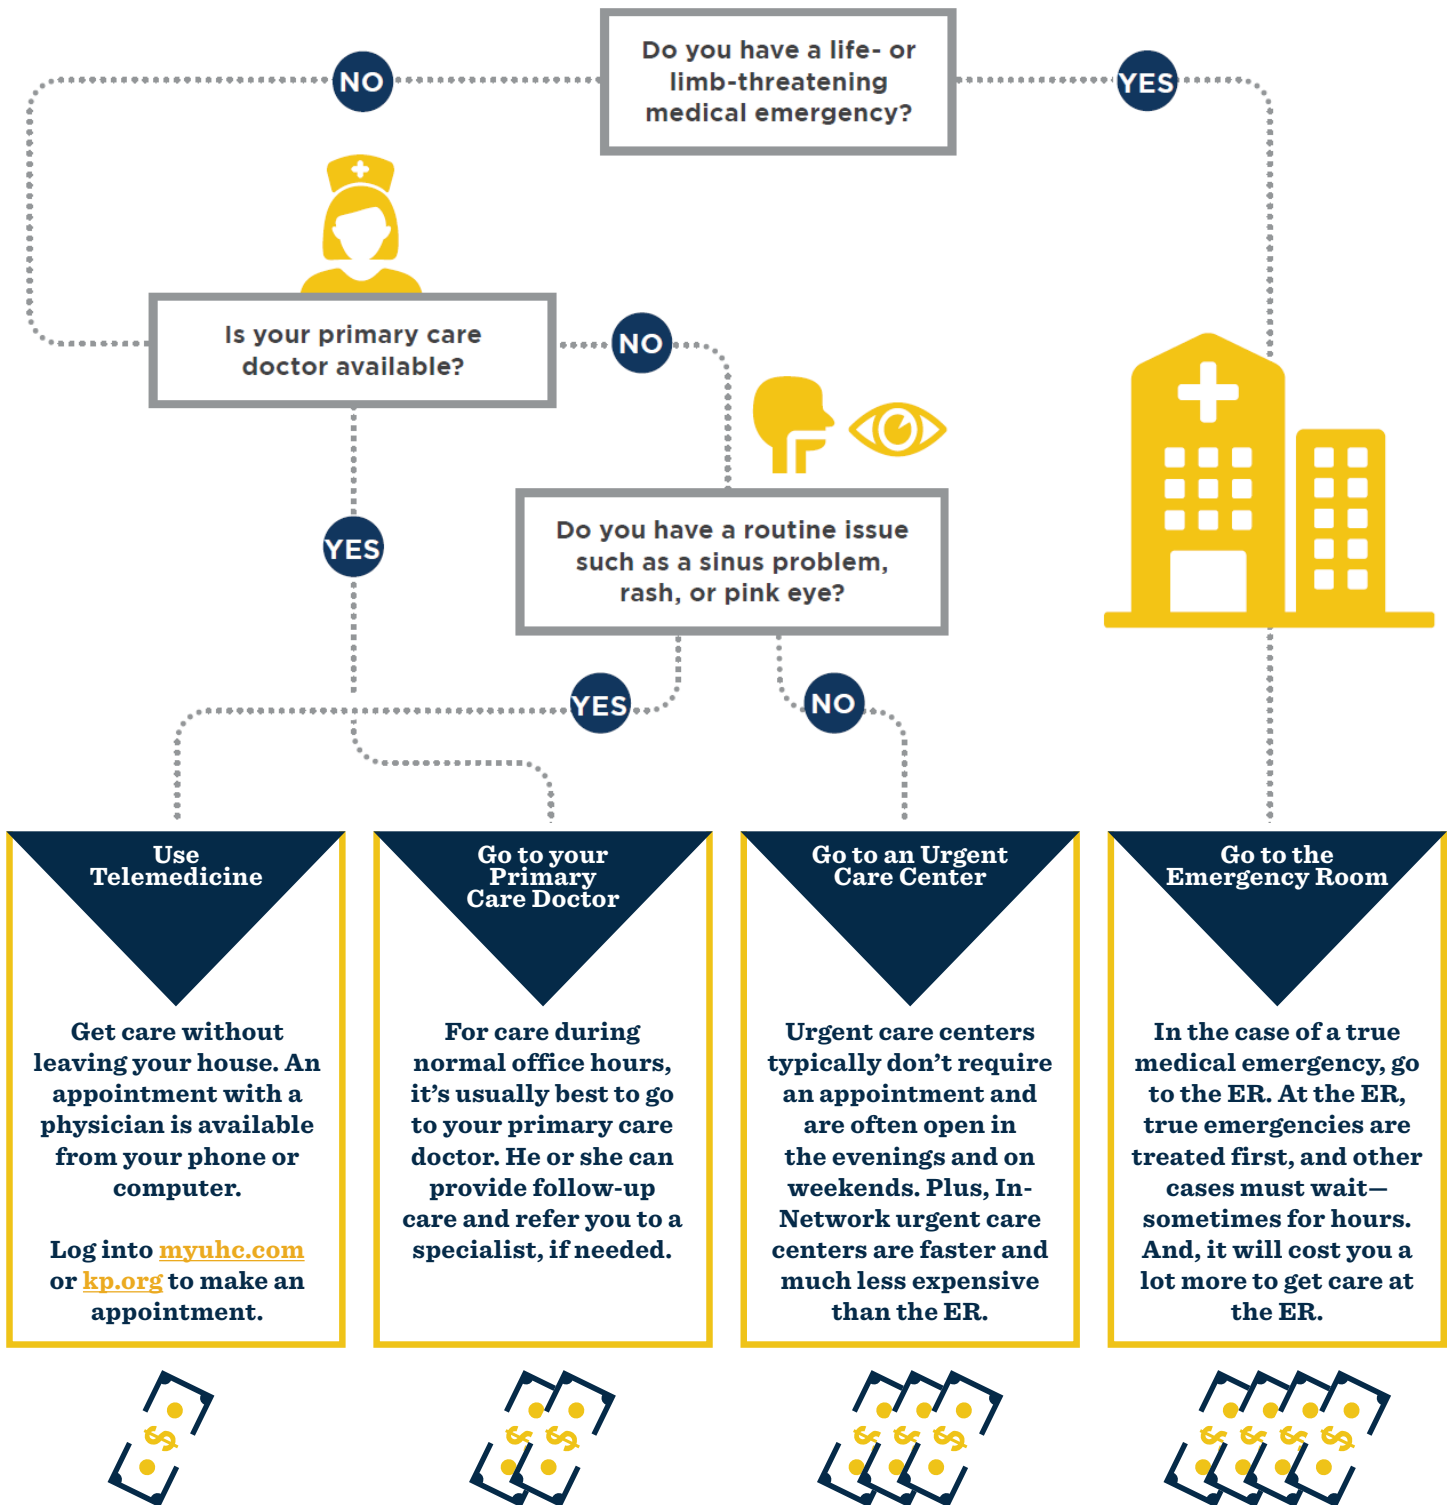 Do you have a life- or
limb-threatening
medical emergency?
NO
YES
Is your primary care
doctor available?
NO
YES
Do you have a routine issue
such as a sinus problem,
rash, or pink eye?
YES
NO
Use
Telemedicine
Get care without
leaving your house. An
appointment with a
physician is available
from your phone or
computer.
Log into myuhc.com
or kp.org to make an
appointment.
Go to your
Primary
Care Doctor
For care during
normal office hours,
it’s usually best to go
to your primary care
doctor. He or she can
provide follow-up
care and refer you to a
specialist, if needed.
Go to an Urgent
Care Center
Urgent care centers
typically don’t require
an appointment and
are often open in
the evenings and on
weekends. Plus, In-
Network urgent care
centers are faster and
much less expensive
than the ER.
Go to the
Emergency Room
In the case of a true
medical emergency, go
to the ER. At the ER,
true emergencies are
treated first, and other
cases must wait—
sometimes for hours.
And, it will cost you a
lot more to get care at
the ER.
$
$ $
$ $ $
$ $ $ $